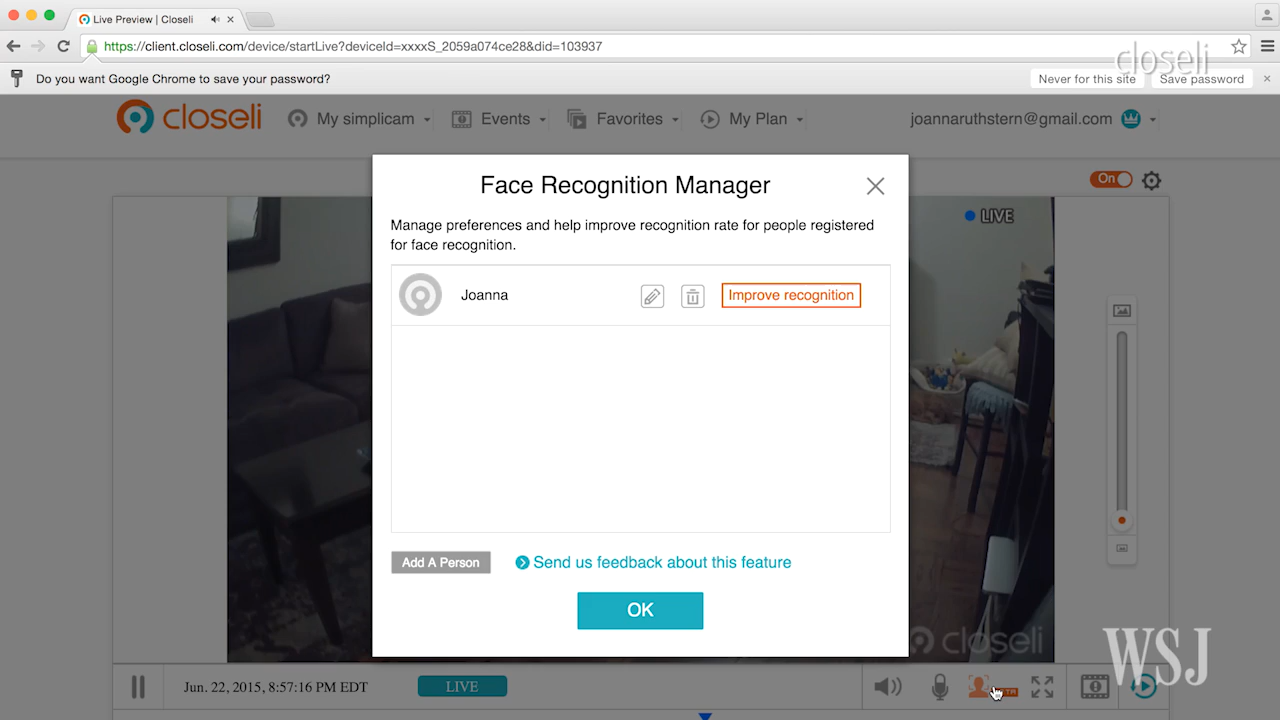 Live Preview | Closeli
https://client.closeli.com/device/startLive?deviceId=xxxxS_2059a074ce28&did=103937
closeli
Do you want Google Chrome to save your password?
Never for this site
Save password
closeli
My simplicam
Events
Favorites
My Plan
joannaruthstern@gmail.com
Face Recognition Manager
On
Manage preferences and help improve recognition rate for people registered
for face recognition.
LIVE
Joanna
Improve recognition
Add A Person
Send us feedback about this feature
OK
closeli
WSJ
Jun. 22, 2015, 8:57:16 PM EDT
LIVE